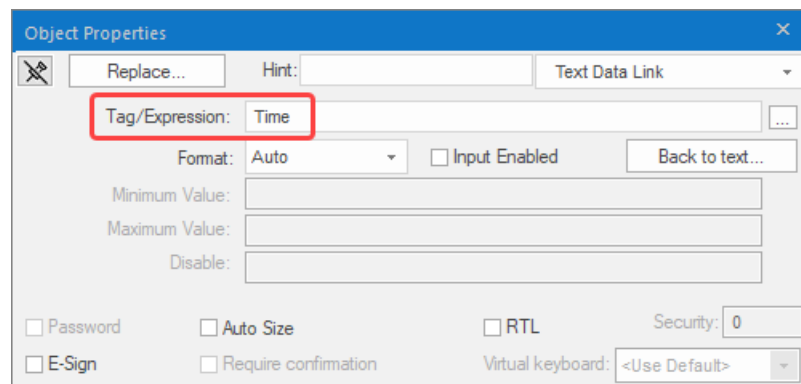 Object Properties
Replace... Hint: Text Data Link
Tag/Expression: Time ...
Format: Auto Input Enabled Back to text...
Minimum Value:
Maximum Value:
Disable:
Password Auto Size RTL Security: 0
E-Sign Require confirmation Virtual keyboard: <Use Default>